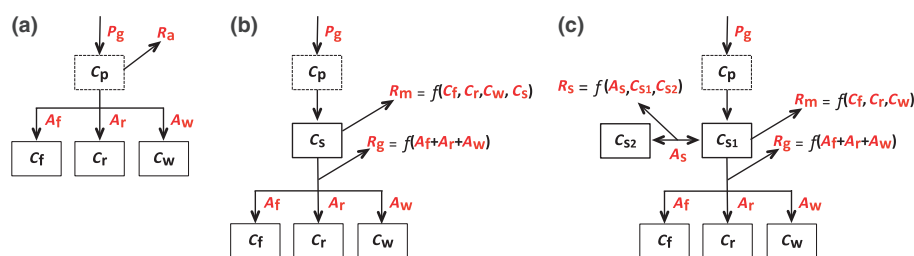 (a)
Pg
Ra
Cp
Af Ar Aw
Cf Cr Cw
(b)
Pg
Cp
Rm = f(Cf, Cr, Cw, Cs)
Cs
Rg = f(Af+Ar+Aw)
Af Ar Aw
Cf Cr Cw
(c)
Pg
Cp
Rs = f(As,Cs1,Cs2)
Rm = f(Cf, Cr, Cw)
Cs2 Cs1
As
Rg = f(Af+Ar+Aw)
Af Ar Aw
Cf Cr Cw